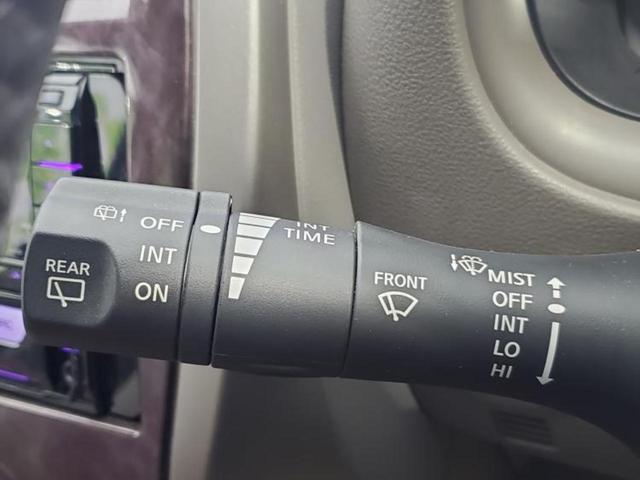 OFF
INT
ON
REAR
INT
TIME
FRONT
MIST
OFF
INT
LO
HI